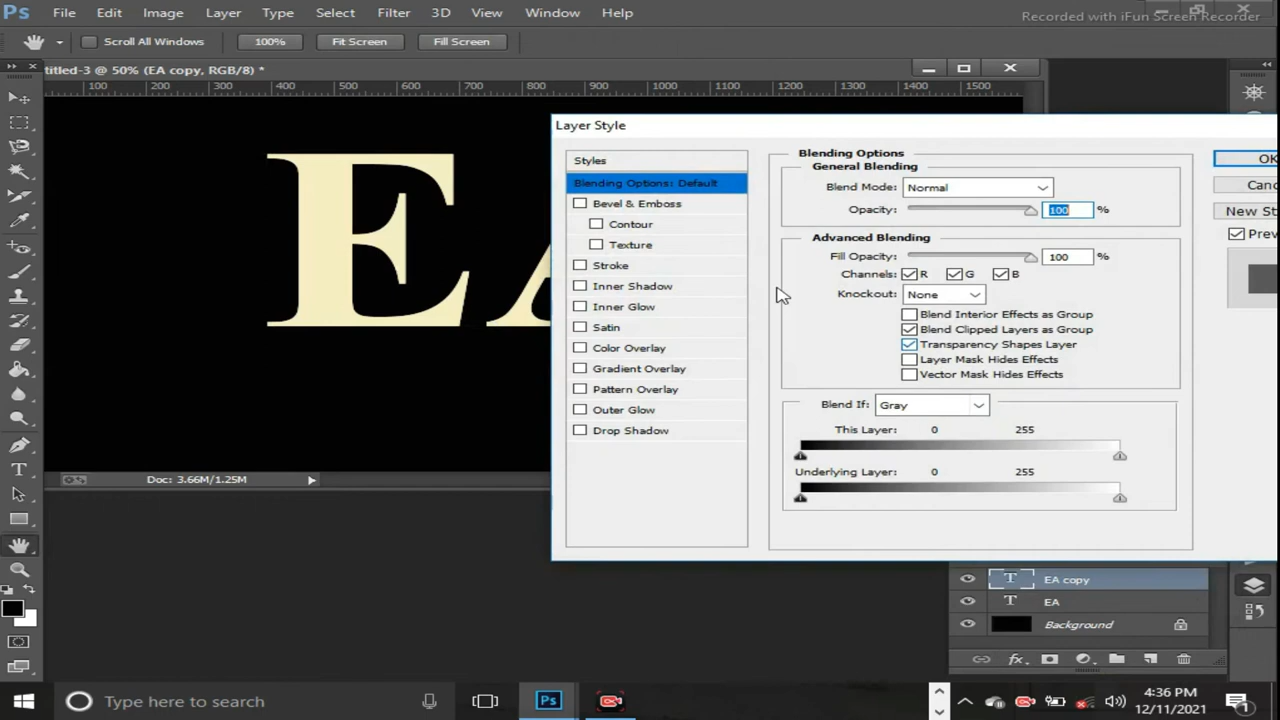 Ps File Edit Image Layer Type Select Filter 3D View Window Help
Recorded with iFun Screen Recorder
Scroll All Windows 100% Fit Screen Fill Screen
titled-3 @ 50% (EA copy, RGB/8) *
100 200 300 400 500 600 700 800 900 1000 1100 1200 1300 1400 1500
EA
Layer Style
Styles
Blending Options: Default
Bevel & Emboss
Contour
Texture
Stroke
Inner Shadow
Inner Glow
Satin
Color Overlay
Gradient Overlay
Pattern Overlay
Outer Glow
Drop Shadow
Blending Options
General Blending
Blend Mode: Normal
Opacity: 100 %
Advanced Blending
Fill Opacity: 100 %
Channels: R G B
Knockout: None
Blend Interior Effects as Group
Blend Clipped Layers as Group
Transparency Shapes Layer
Layer Mask Hides Effects
Vector Mask Hides Effects
Blend If: Gray
This Layer: 0 255
Underlying Layer: 0 255
OK
Canc
New St
Prev
Doc: 3.66M/1.25M
T EA copy
T EA
Background
fx
Type here to search
Ps
4:36 PM
12/11/2021
1